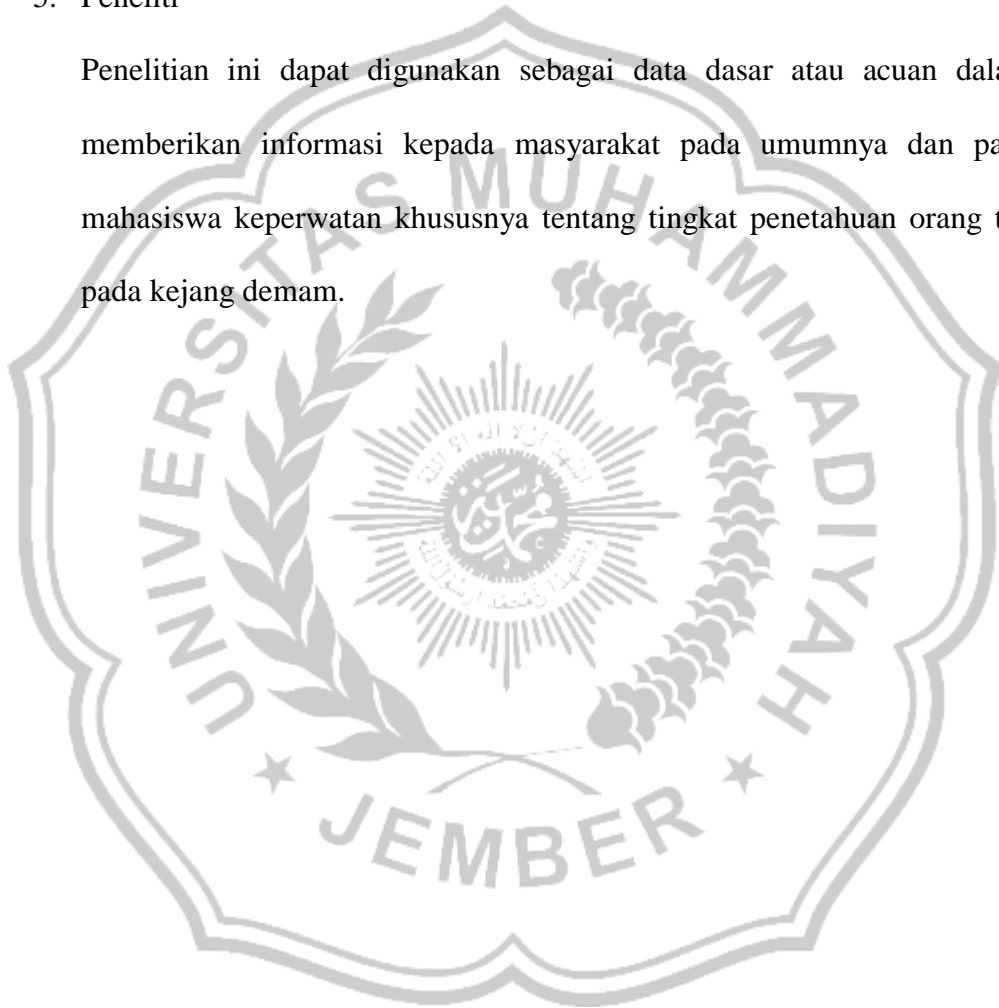 Peneliti
Penelitian ini dapat digunakan sebagai data dasar atau acuan dala
memberikan informasi kepada masyarakat pada umumnya dan pa
mahasiswa keperwatan khususnya tentang tingkat penetahuan orang t
pada kejang demam.
UNIVERSITAS MUHAMMADIYAH
JEMBER